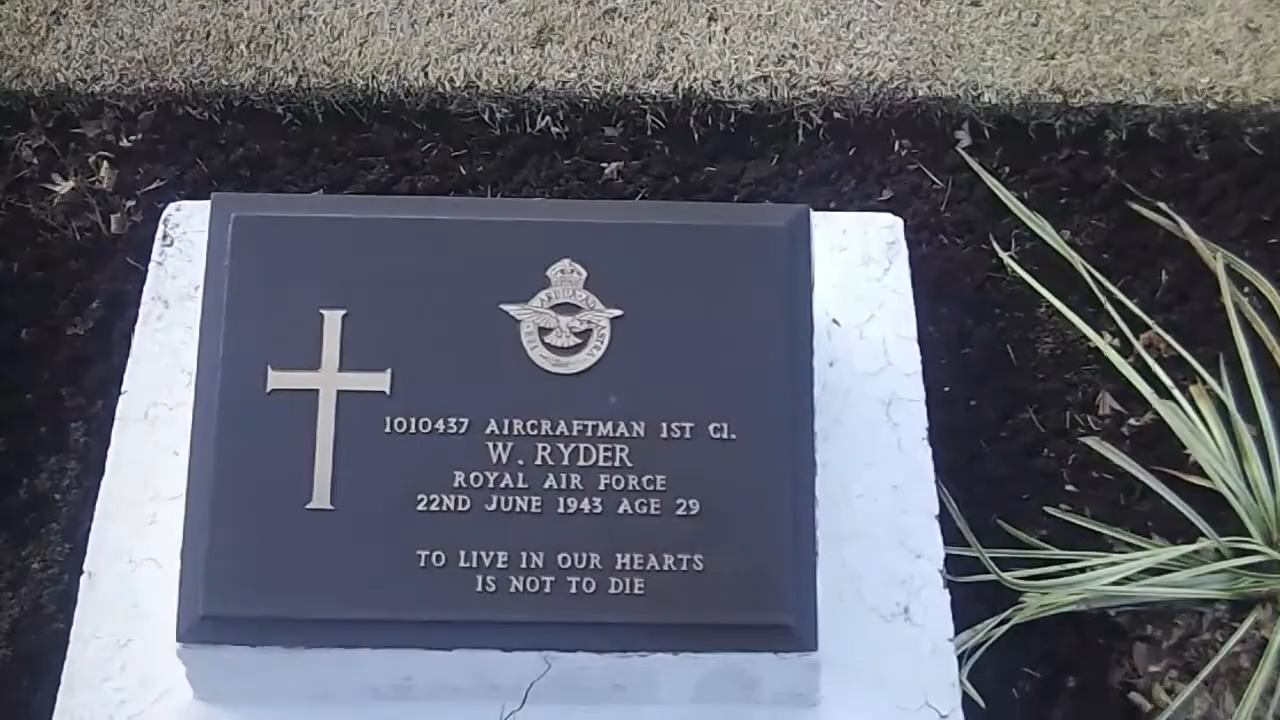 1010437 AIRCRAFTMAN 1ST Cl.
W. RYDER
ROYAL AIR FORCE
22ND JUNE 1943 AGE 29
TO LIVE IN OUR HEARTS
IS NOT TO DIE